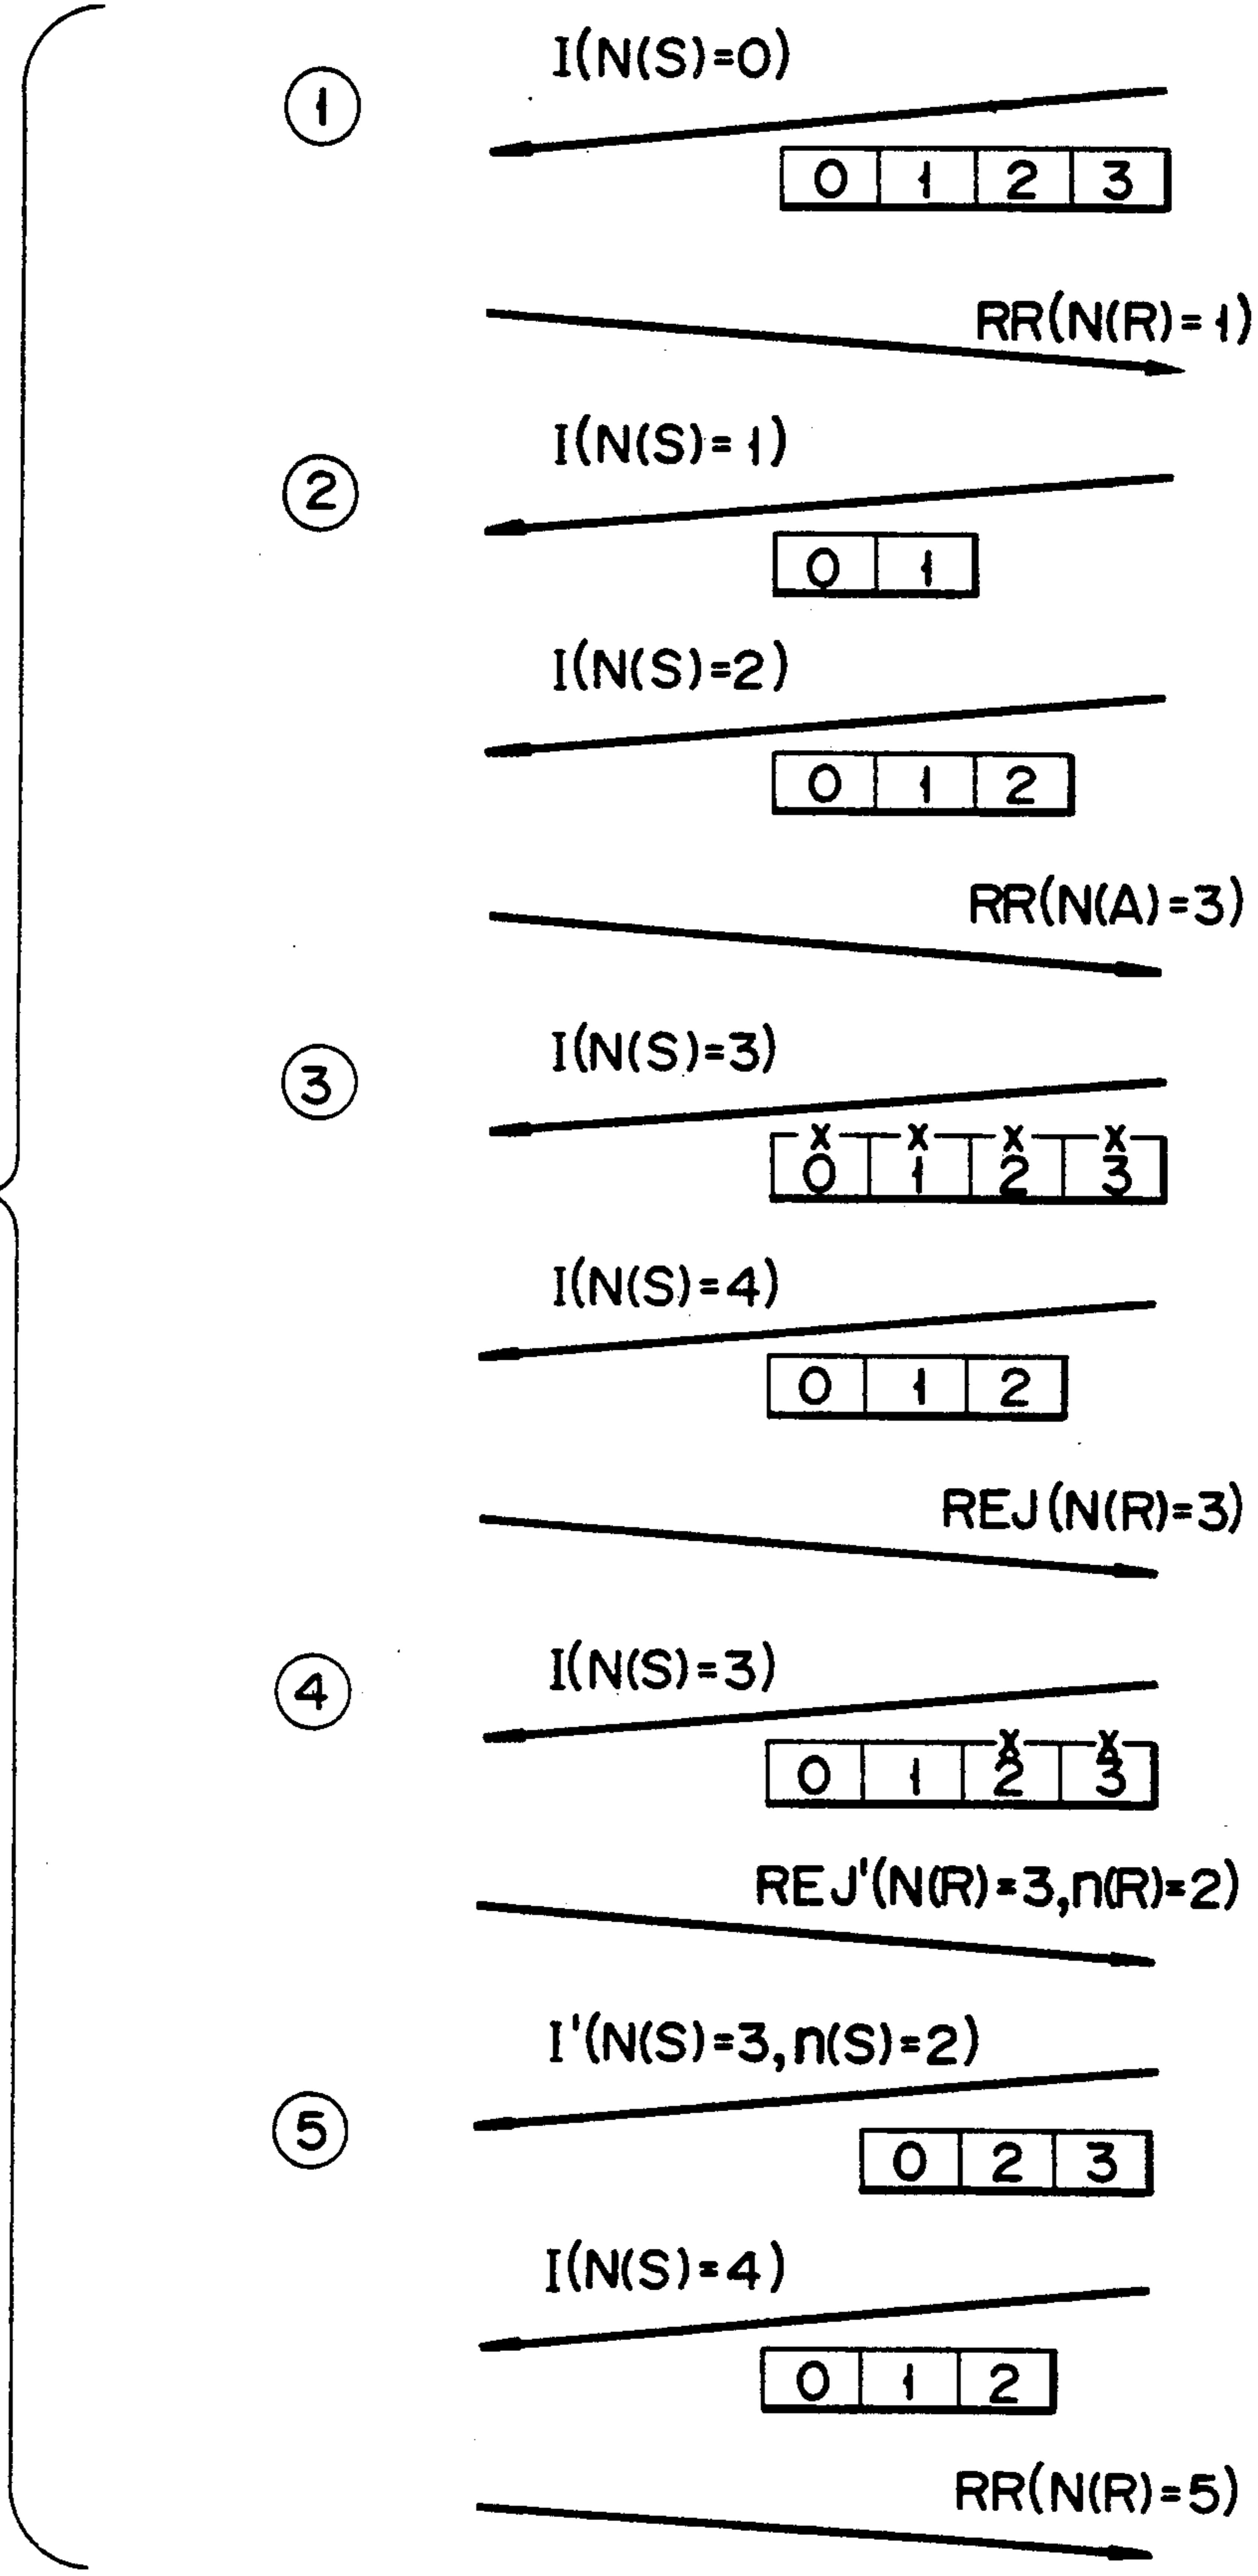 I(N(S)=0)
①
0 1 2 3
RR(N(R)=1)
I(N(S)=1)
②
0 1
I(N(S)=2)
0 1 2
RR(N(A)=3)
I(N(S)=3)
③
x x x x
0 1 2 3
I(N(S)=4)
0 1 2
REJ(N(R)=3)
I(N(S)=3)
④
x x
0 1 2 3
REJ'(N(R)=3,n(R)=2)
I'(N(S)=3,n(S)=2)
⑤
0 2 3
I(N(S)=4)
0 1 2
RR(N(R)=5)